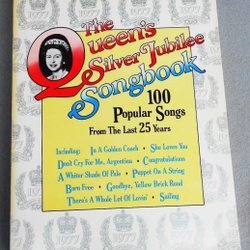 The
Queen's
Silver Jubilee
Songbook
100
Popular Songs
From The Last 25 Years
Including: In A Golden Coach • She Loves You
Don't Cry For Me, Argentina • Congratulations
A Whiter Shade Of Pale • Puppet On A String
Born Free • Goodbye, Yellow Brick Road
There's A Whole Lot Of Lovin' • Sailing